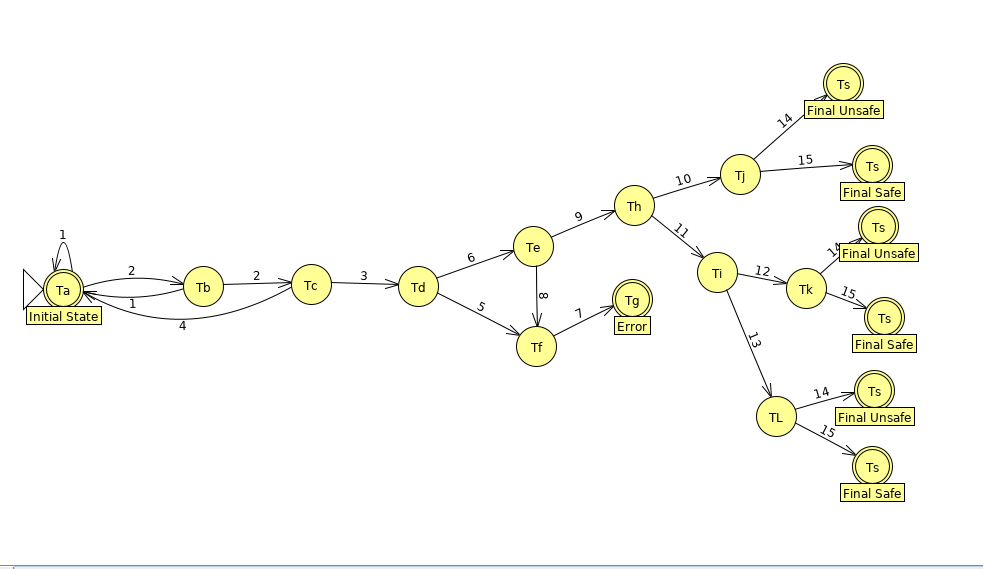 Ts
Final Unsafe
14
Ts
Final Safe
15
Tj
10
Th
9
Ts
Final Unsafe
14
11
Ti
12
Tk
15
Ts
Final Safe
1
Ta
Initial State
2
1
4
Tb
2
Tc
3
Td
6
Te
5
8
Tf
7
Tg
Error
13
TL
14
Ts
Final Unsafe
15
Ts
Final Safe